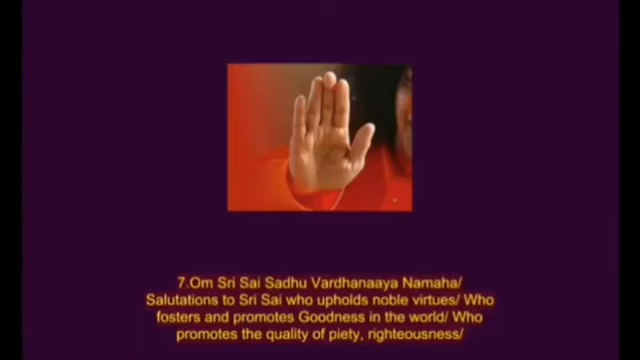 7.Om Sri Sai Sadhu Vardhanaaya Namaha/
Salutations to Sri Sai who upholds noble virtues/ Who
fosters and promotes Goodness in the world/ Who
promotes the quality of piety, righteousness/